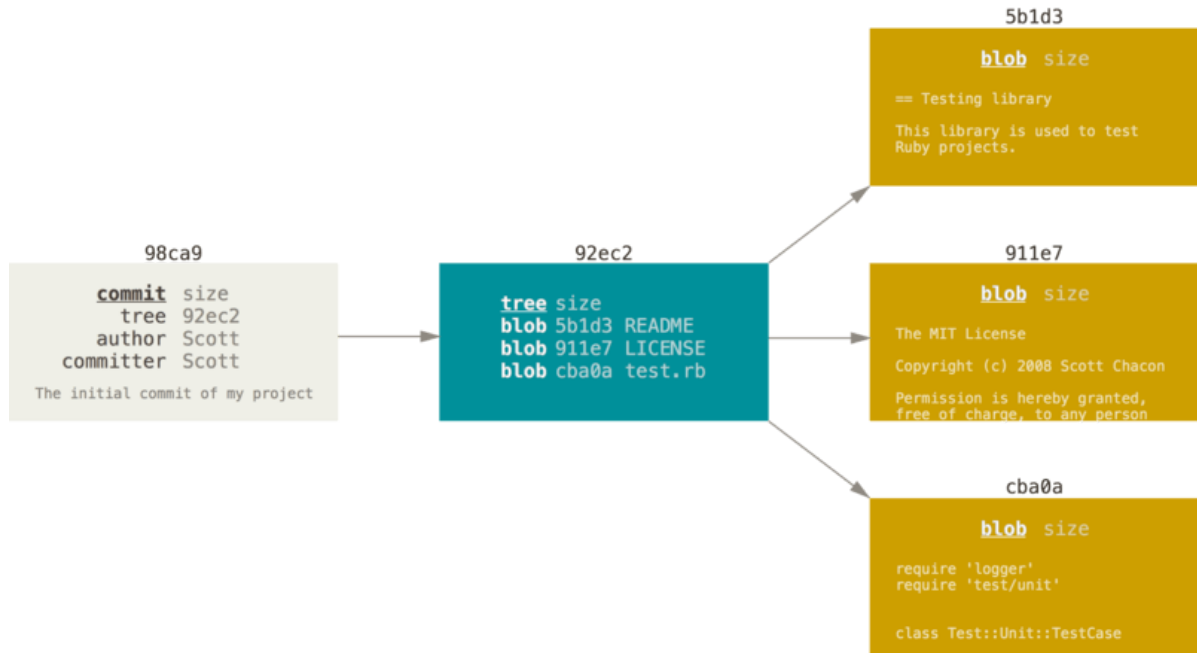 98ca9
commit size
tree 92ec2
author Scott
committer Scott
The initial commit of my project
92ec2
tree size
blob 5b1d3 README
blob 911e7 LICENSE
blob cba0a test.rb
5b1d3
blob size
== Testing library
This library is used to test
Ruby projects.
911e7
blob size
The MIT License
Copyright (c) 2008 Scott Chacon
Permission is hereby granted,
free of charge, to any person
cba0a
blob size
require 'logger'
require 'test/unit'
class Test::Unit::TestCase